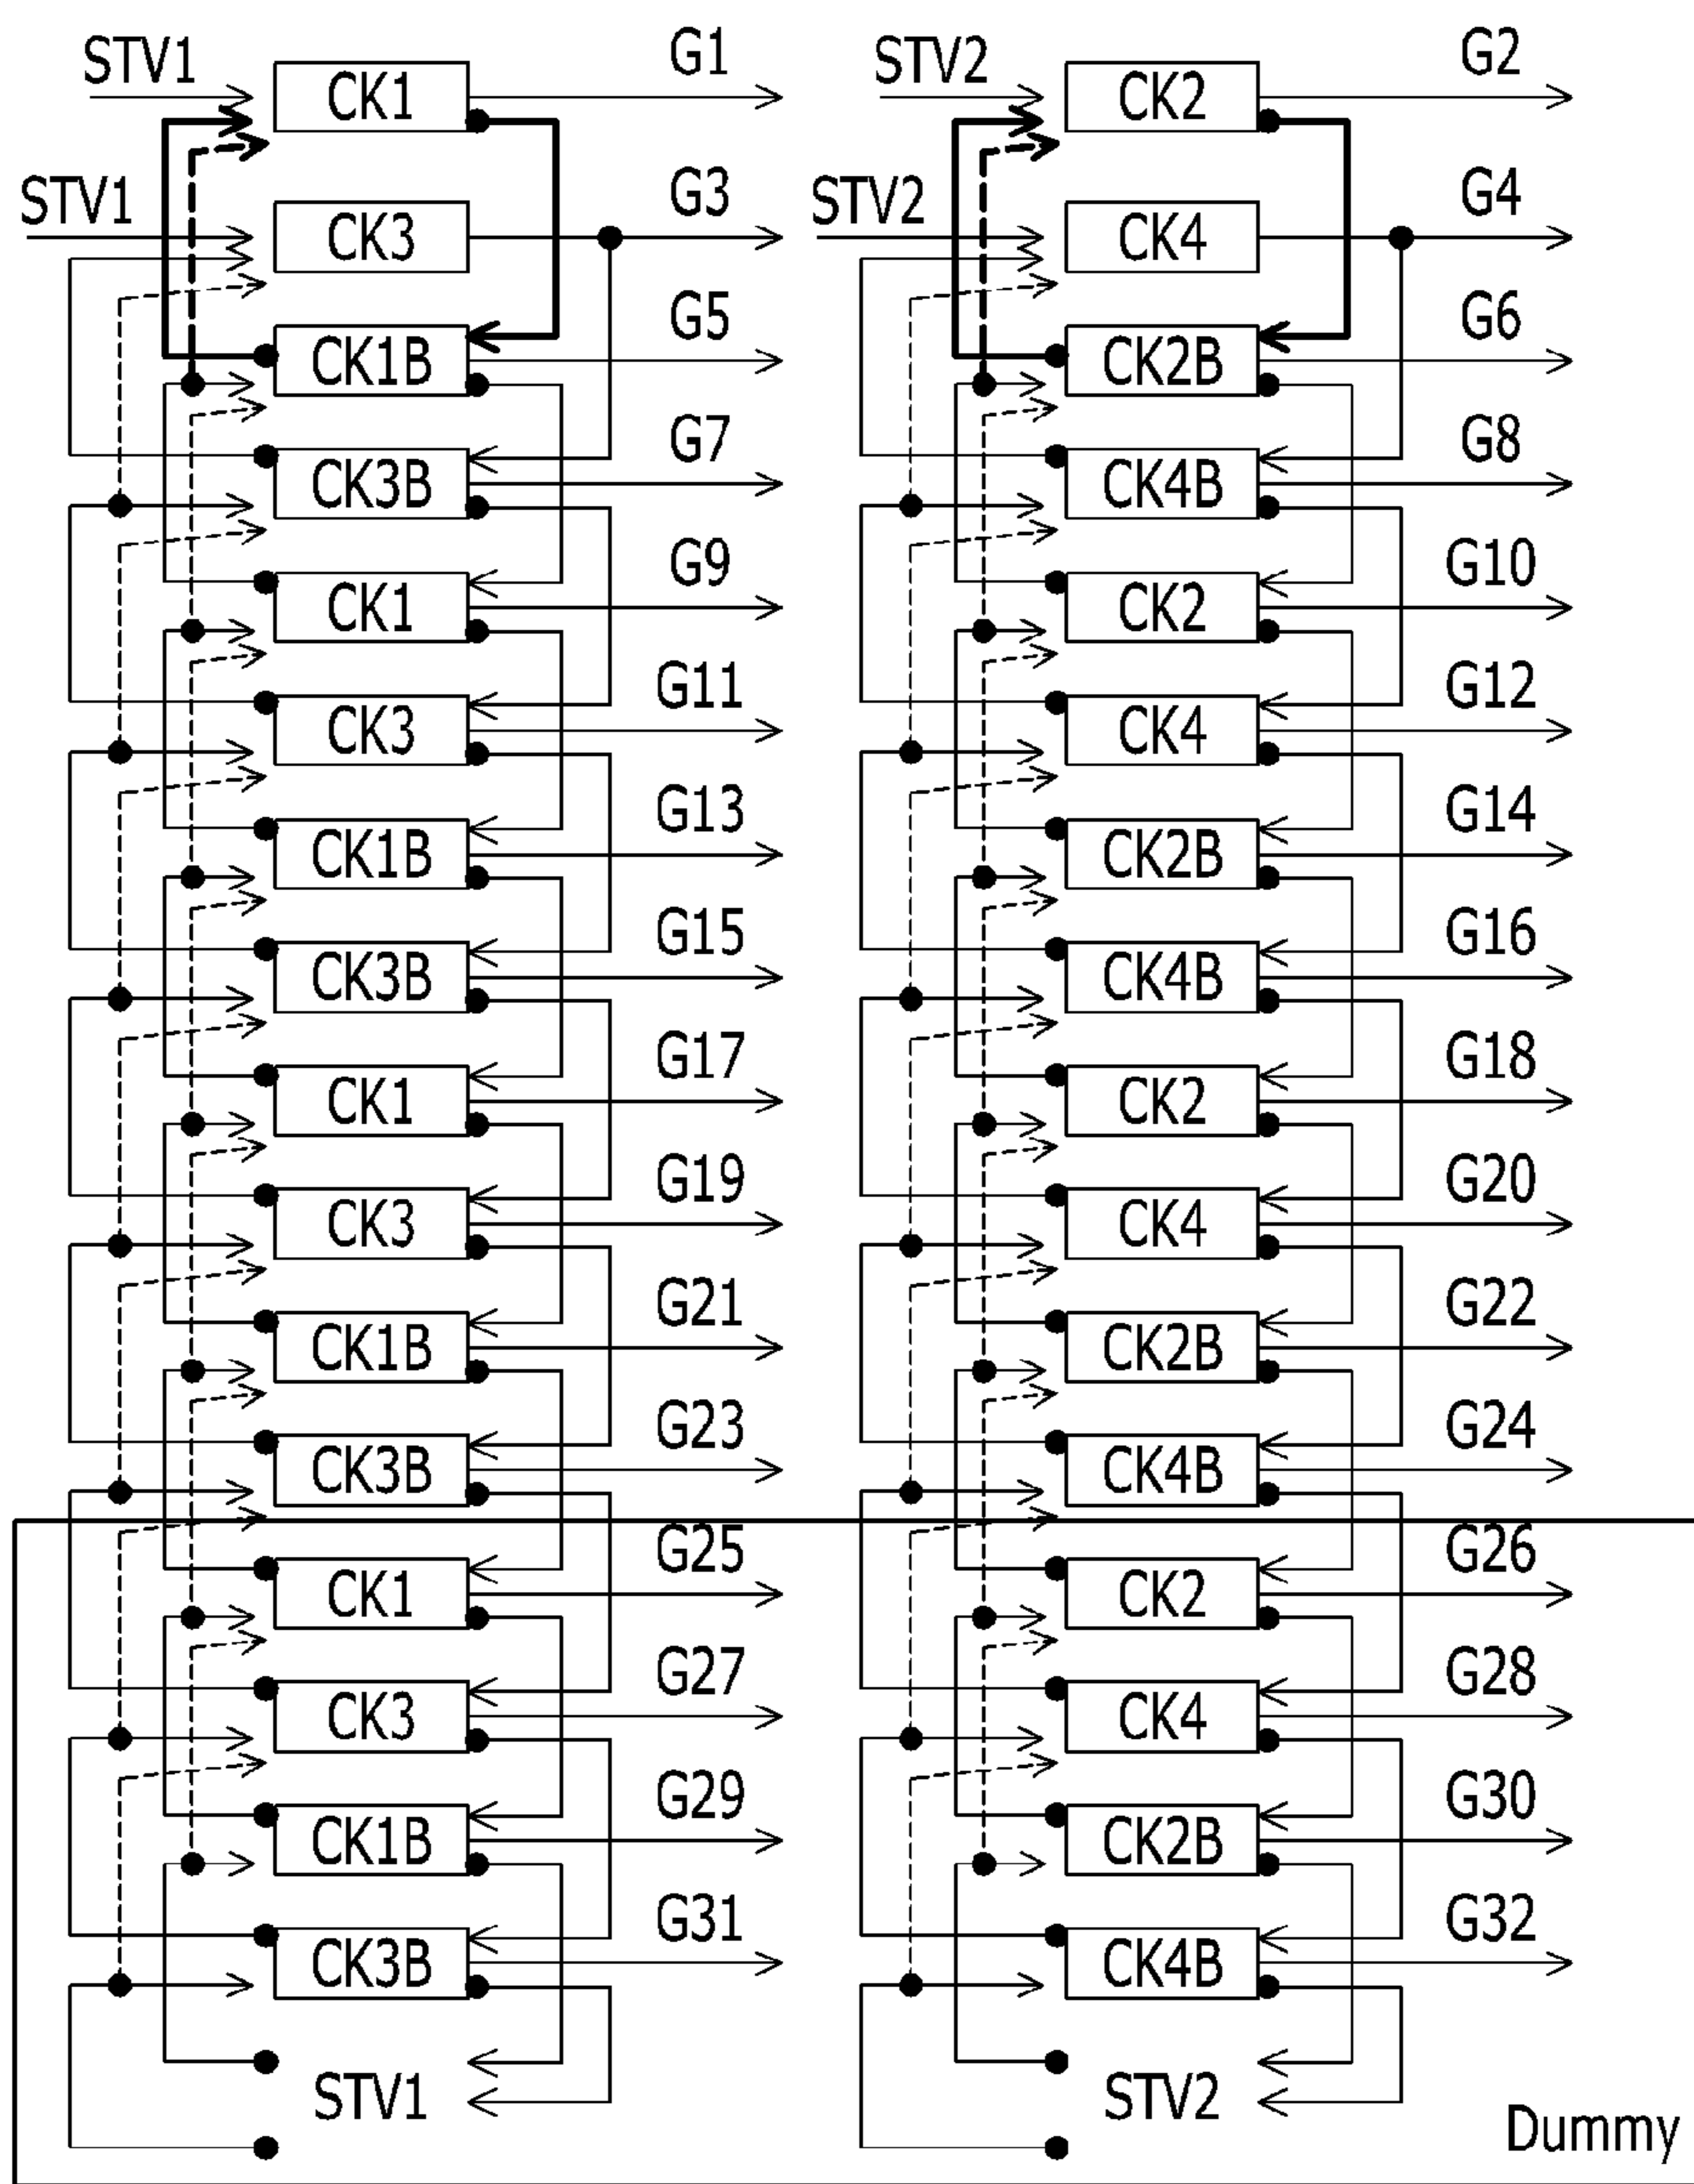 STV1 CK1 G1 STV2 CK2 G2
STV1 CK3 G3 STV2 CK4 G4
CK1B G5 CK2B G6
CK3B G7 CK4B G8
CK1 G9 CK2 G10
CK3 G11 CK4 G12
CK1B G13 CK2B G14
CK3B G15 CK4B G16
CK1 G17 CK2 G18
CK3 G19 CK4 G20
CK1B G21 CK2B G22
CK3B G23 CK4B G24
CK1 G25 CK2 G26
CK3 G27 CK4 G28
CK1B G29 CK2B G30
CK3B G31 CK4B G32
STV1 STV2
Dummy